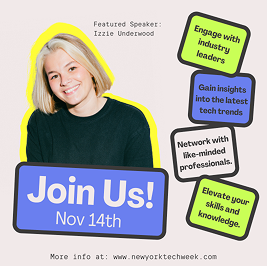 Featured Speaker:
Izzie Underwood
Engage with
industry
leaders
Gain insights
into the latest
tech trends
Network with
like-minded
professionals.
Elevate your
skills and
knowledge.
Join Us!
Nov 14th
More info at: www.newyorktechweek.com